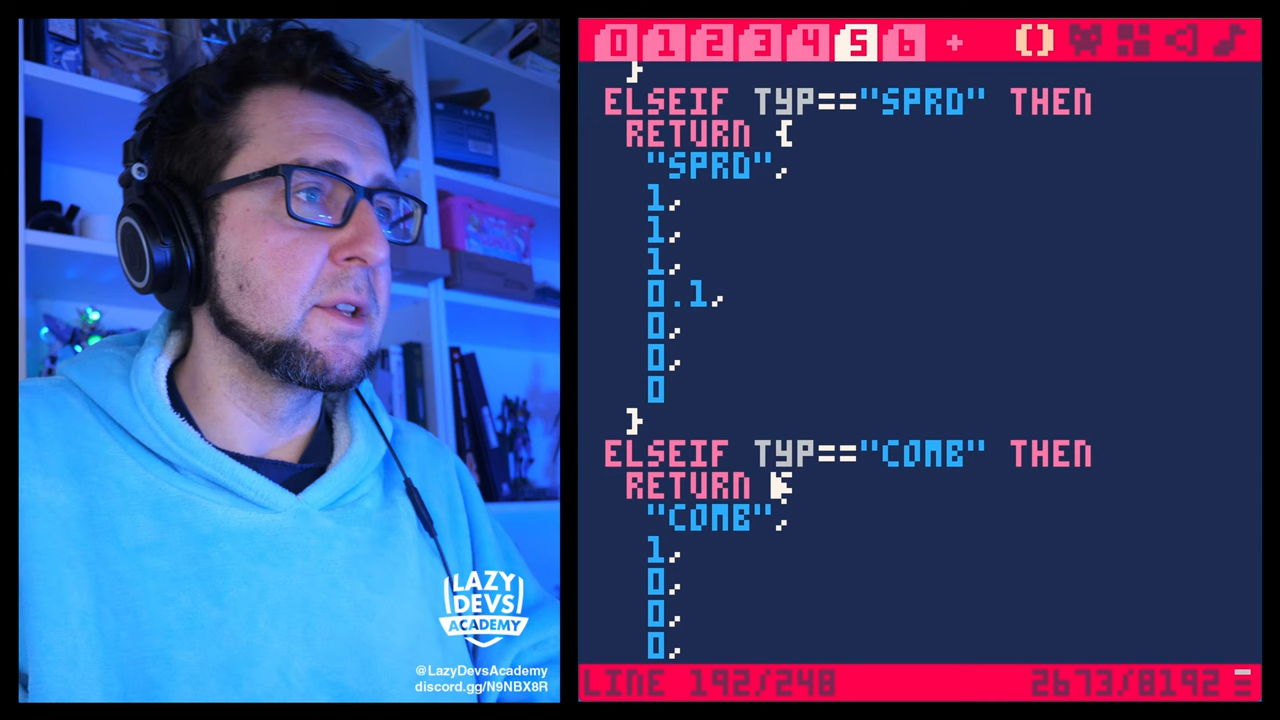 LAZY
DEVS
ACADEMY
@LazyDevsAcademy
discord.gg/N9NBX8R
0 1 2 3 4 5 6 + ()
}
ELSEIF TYP=="SPRD" THEN
RETURN {
"SPRD",
1,
1,
1,
0.1,
0,
0,
0
}
ELSEIF TYP=="COMB" THEN
RETURN {
"COMB",
1,
0,
0,
0,
LINE 192/248 2673/8192